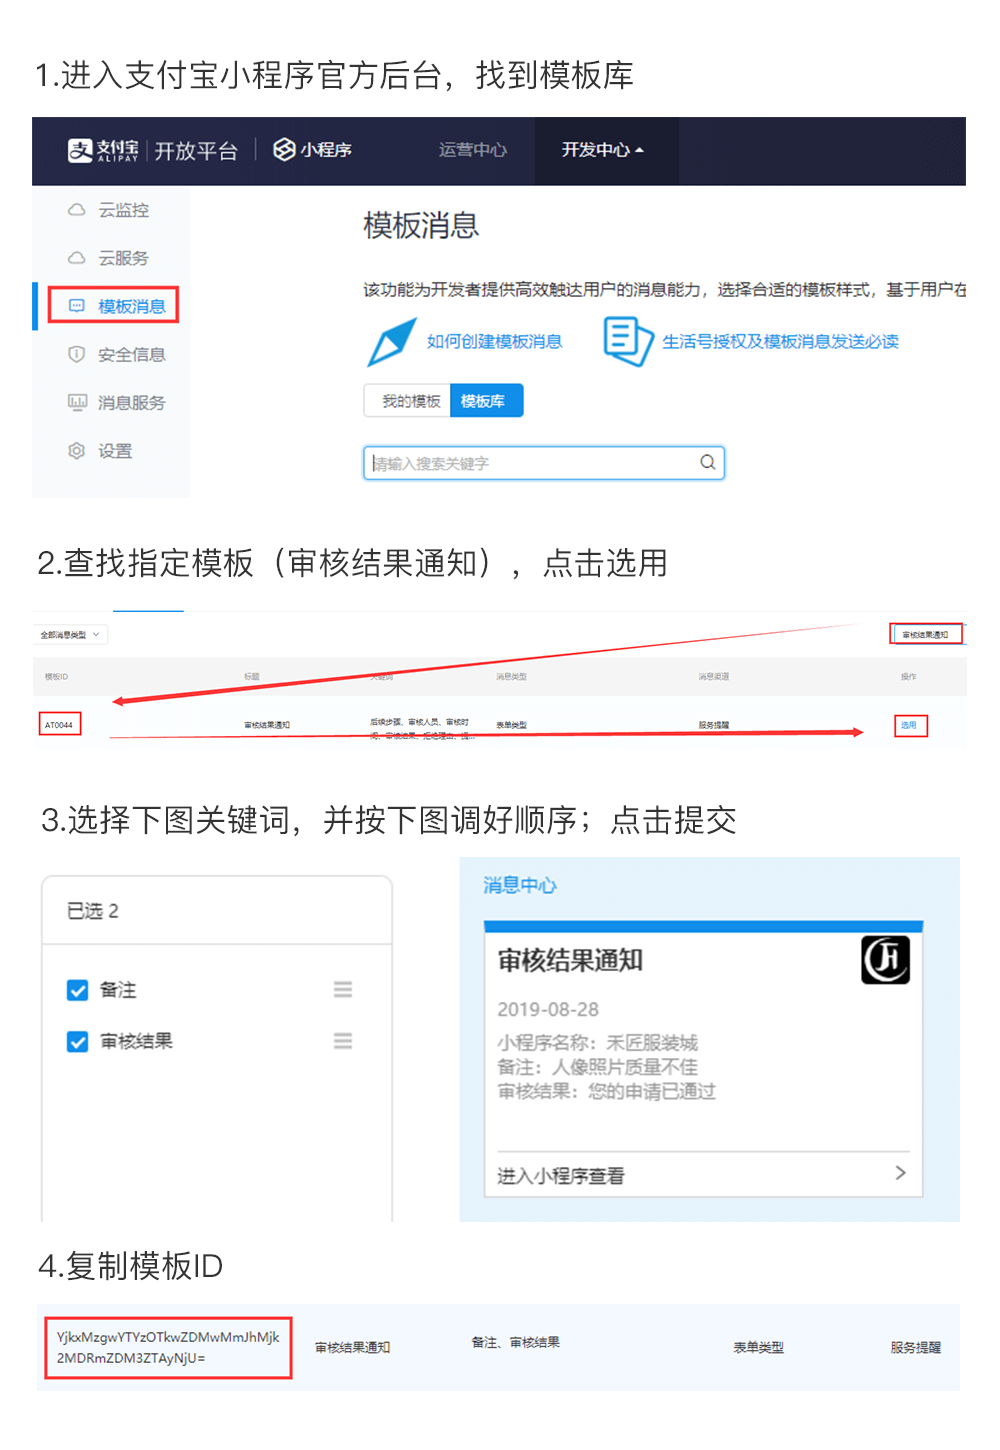 1.进入支付宝小程序官方后台，找到模板库
支 支付宝 ALIPAY 开放平台 小程序 运营中心 开发中心
云监控
云服务
模板消息
安全信息
消息服务
设置
模板消息
该功能为开发者提供高效触达用户的消息能力，选择合适的模板样式，基于用户在
如何创建模板消息 生活号授权及模板消息发送必读
我的模板 模板库
请输入搜索关键字
2.查找指定模板（审核结果通知），点击选用
全部消息类型 审核结果通知
模板ID 标题 关键词 消息类型 消息渠道 操作
AT0044 审核结果通知 后续步骤、审核人员、审核时 表单类型 服务提醒 选用
间、审核结果、拒绝理由、提...
3.选择下图关键词，并按下图调好顺序；点击提交
已选 2
备注
审核结果
消息中心
审核结果通知
2019-08-28
小程序名称：禾匠服装城
备注：人像照片质量不佳
审核结果：您的申请已通过
进入小程序查看
4.复制模板ID
YjkxMzgwYTYzOTkwZDMwMmJhMjk
2MDRmZDM3ZTAyNjU=
审核结果通知 备注、审核结果 表单类型 服务提醒